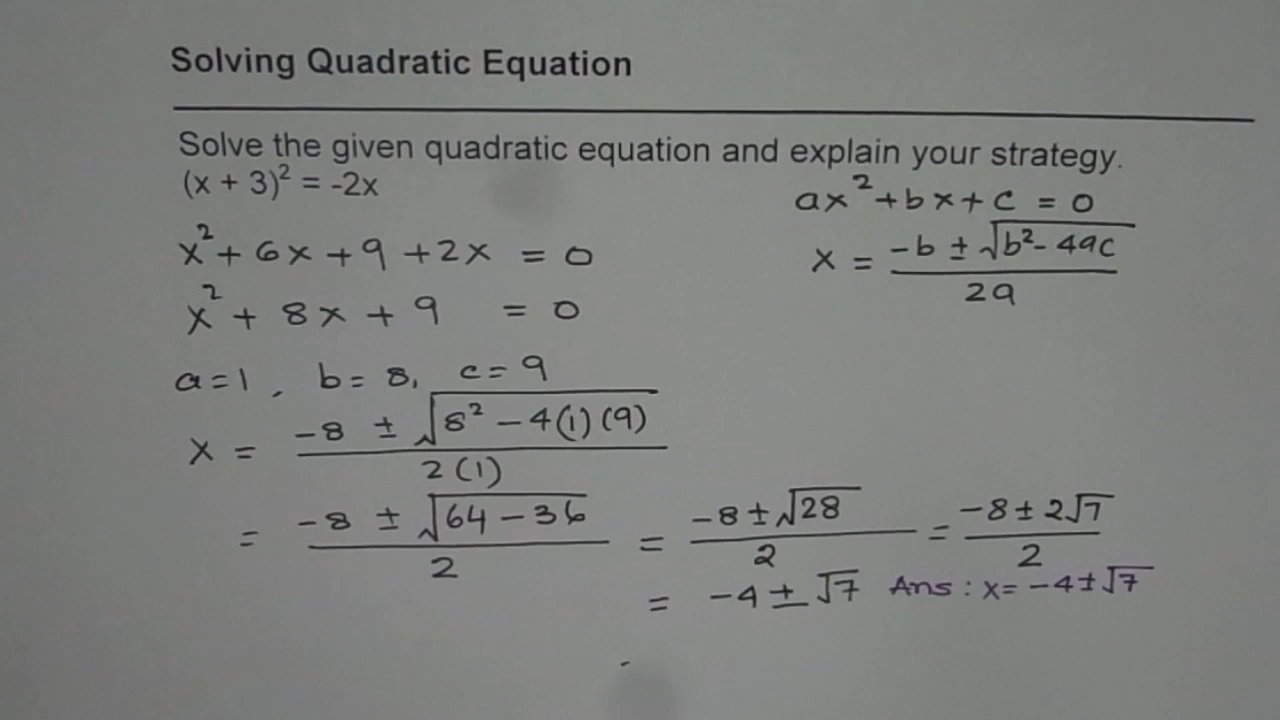 Solving Quadratic Equation
Solve the given quadratic equation and explain your strategy.
(x + 3)² = -2x
ax² + bx + c = 0
x = (-b ± √(b² - 4ac)) / 2a
x² + 6x + 9 + 2x = 0
x² + 8x + 9 = 0
a = 1, b = 8, c = 9
x = (-8 ± √(8² - 4(1)(9))) / 2(1)
= (-8 ± √(64 - 36)) / 2 = (-8 ± √28) / 2 = (-8 ± 2√7) / 2
= -4 ± √7 Ans : x = -4 ± √7